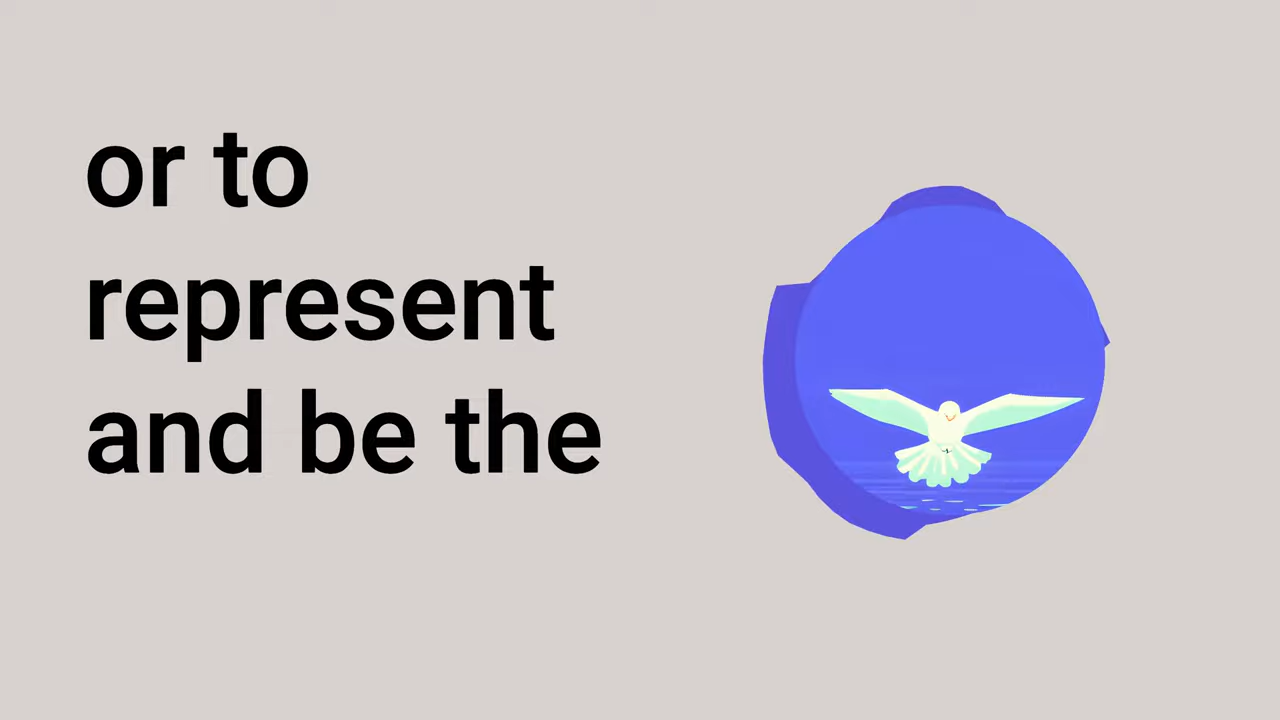 or to
represent
and be the